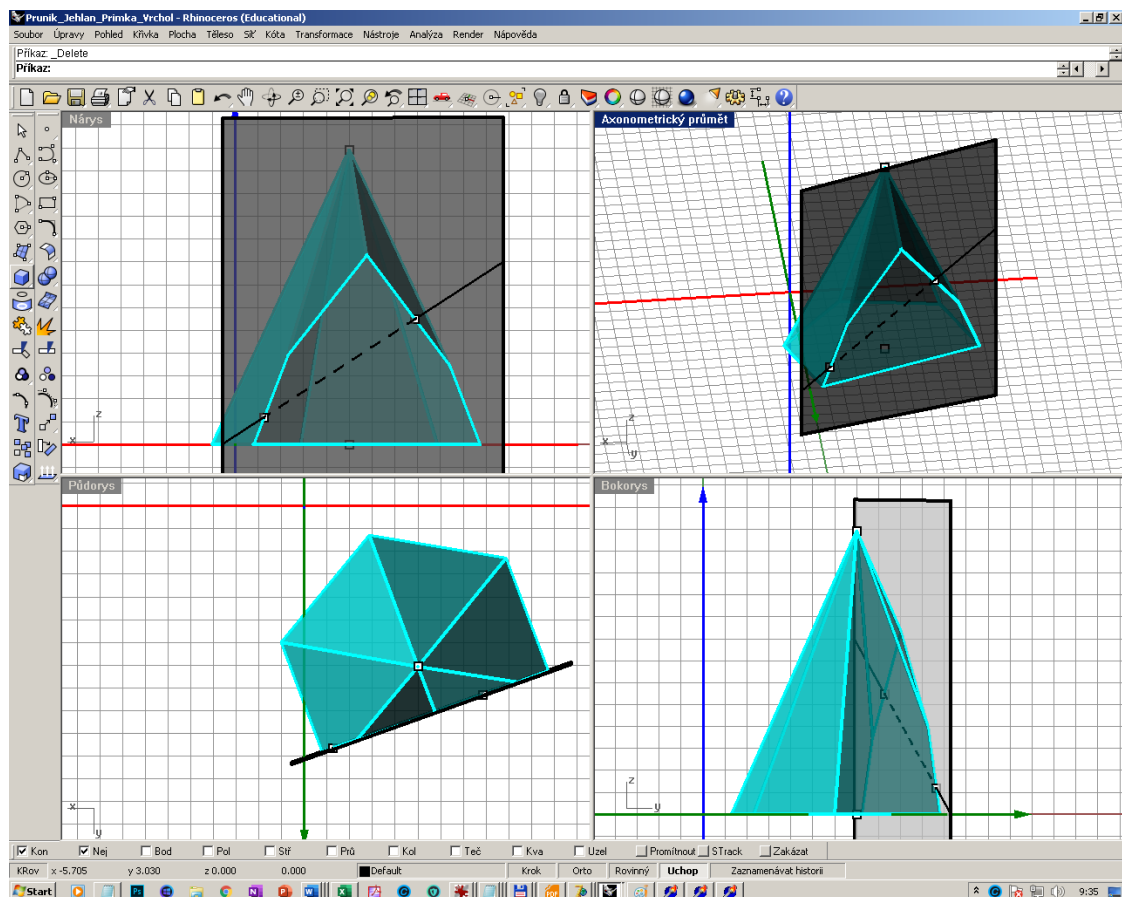 Prunik_Jehlan_Primka_Vrchol - Rhinoceros (Educational)
Soubor Úpravy Pohled Křivka Plocha Těleso Síť Kóta Transformace Nástroje Analýza Render Nápověda
Příkaz: _Delete
Příkaz:
Nárys
Axonometrický průmět
z
x
z
x
y
Půdorys
Bokorys
x
y
z
y
Kon Nej Bod Pol Stř Prů Kol Teč Kva Uzel Promítnout STrack Zakázat
KRov x -5.705 y 3.030 z 0.000 0.000 Default Krok Orto Rovinný Uchop Zaznamenávat historii
Start 9:35